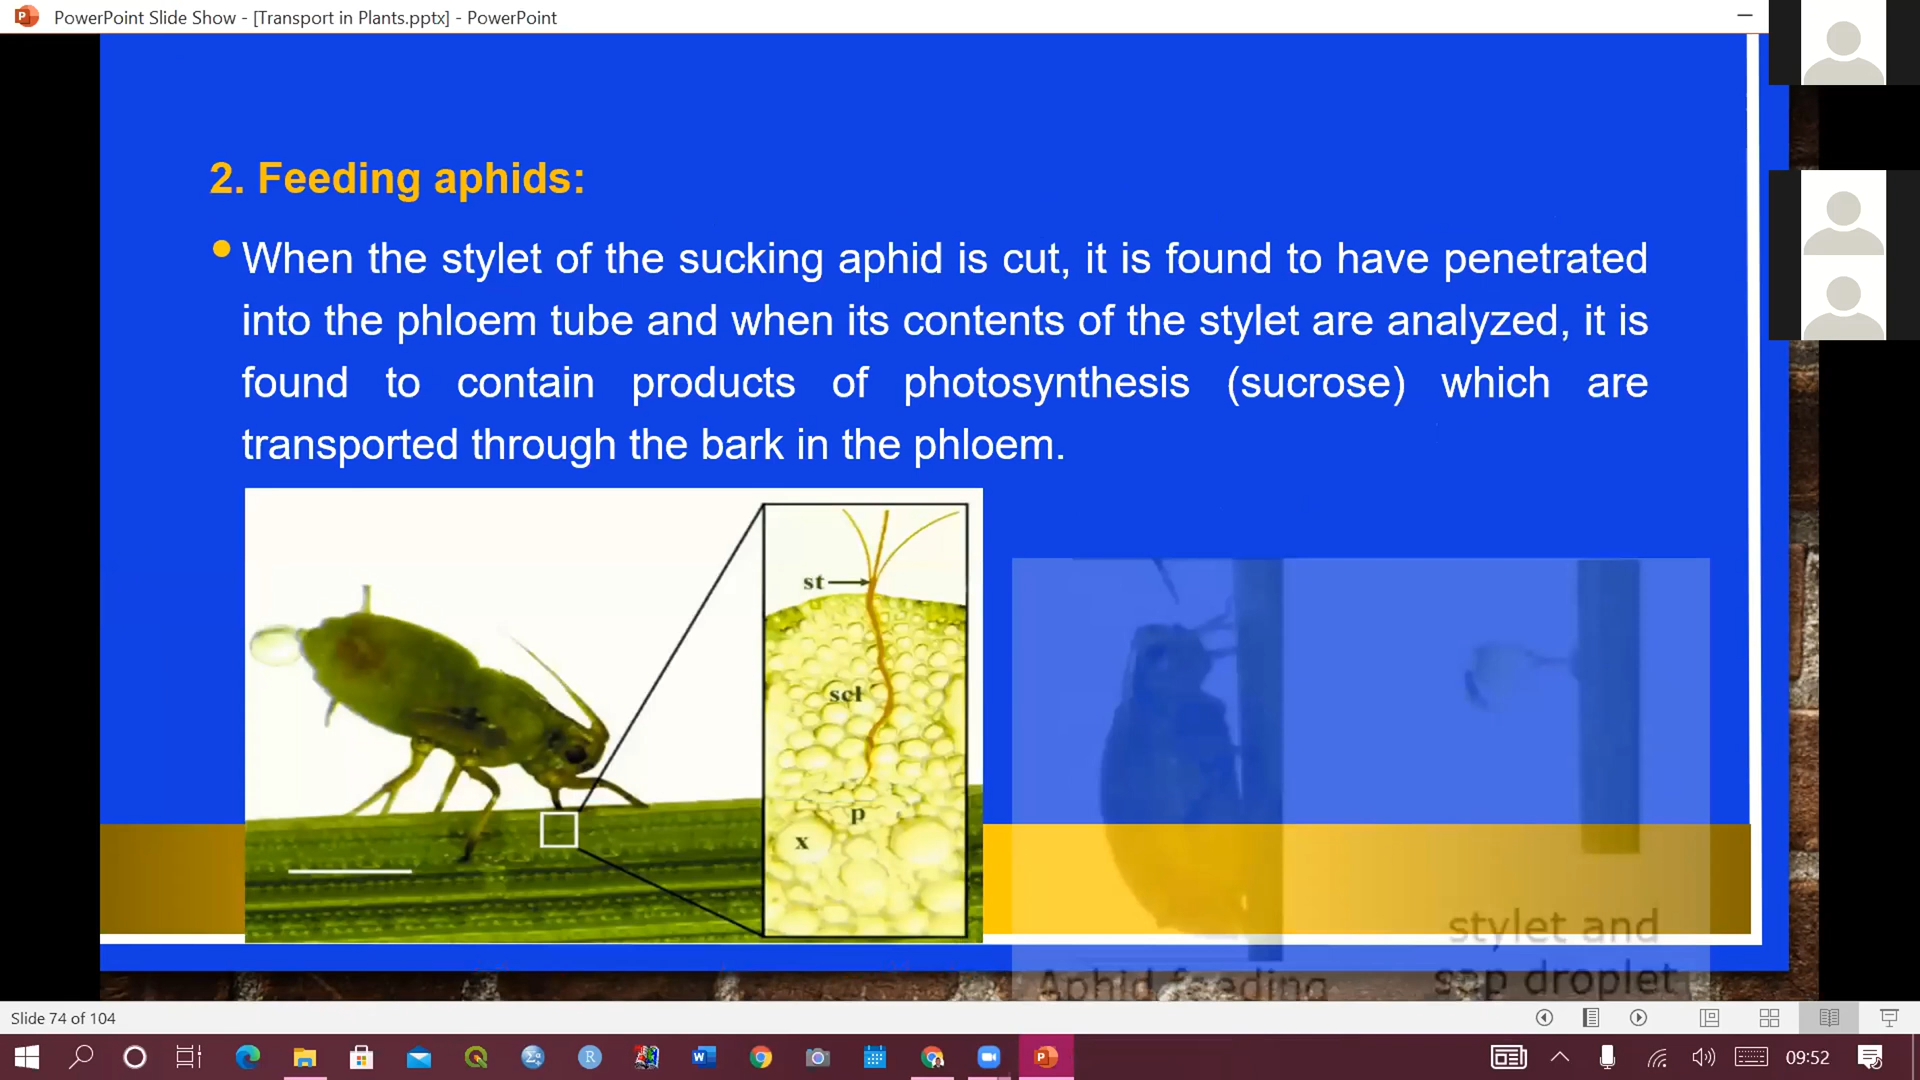 PowerPoint Slide Show - [Transport in Plants.pptx] - PowerPoint
2. Feeding aphids:
When the stylet of the sucking aphid is cut, it is found to have penetrated
into the phloem tube and when its contents of the stylet are analyzed, it is
found to contain products of photosynthesis (sucrose) which are
transported through the bark in the phloem.
st
scl
p
x
stylet and
sap droplet
Aphid feeding
Slide 74 of 104
09:52